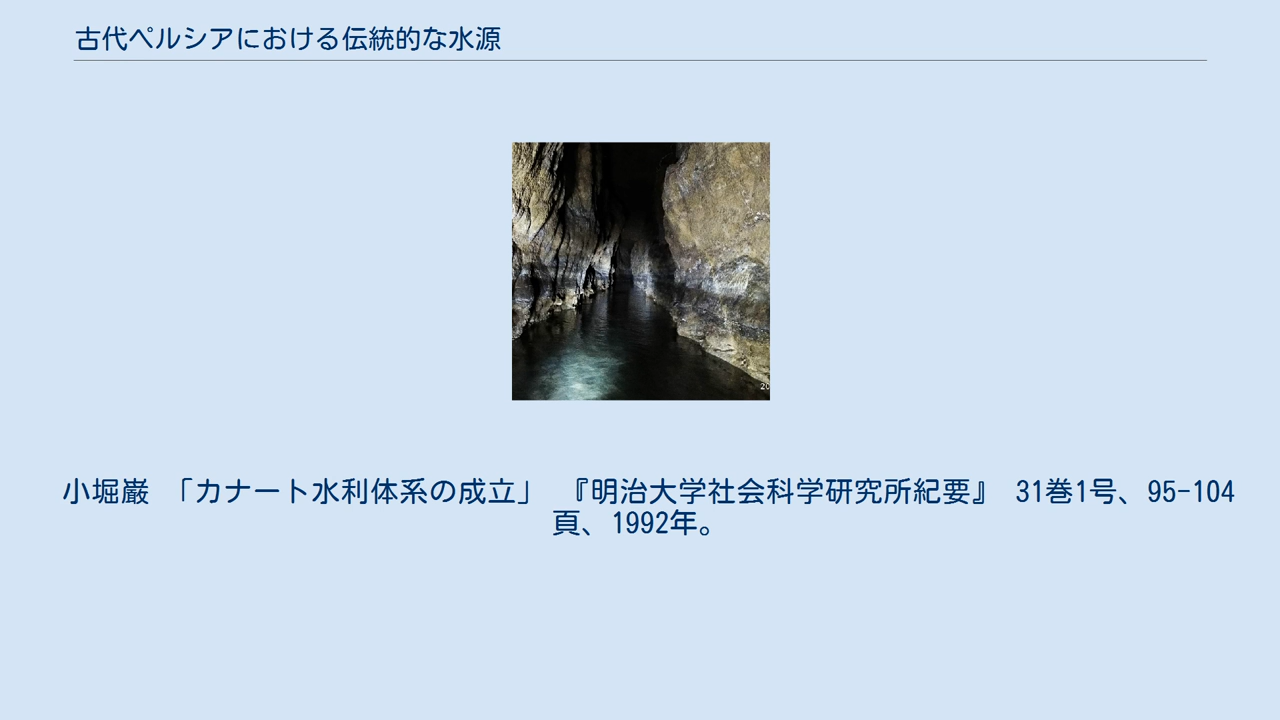 古代ペルシアにおける伝統的な水源
20
小堀巌 「カナート水利体系の成立」 『明治大学社会科学研究所紀要』 31巻1号、95-104
頁、1992年。